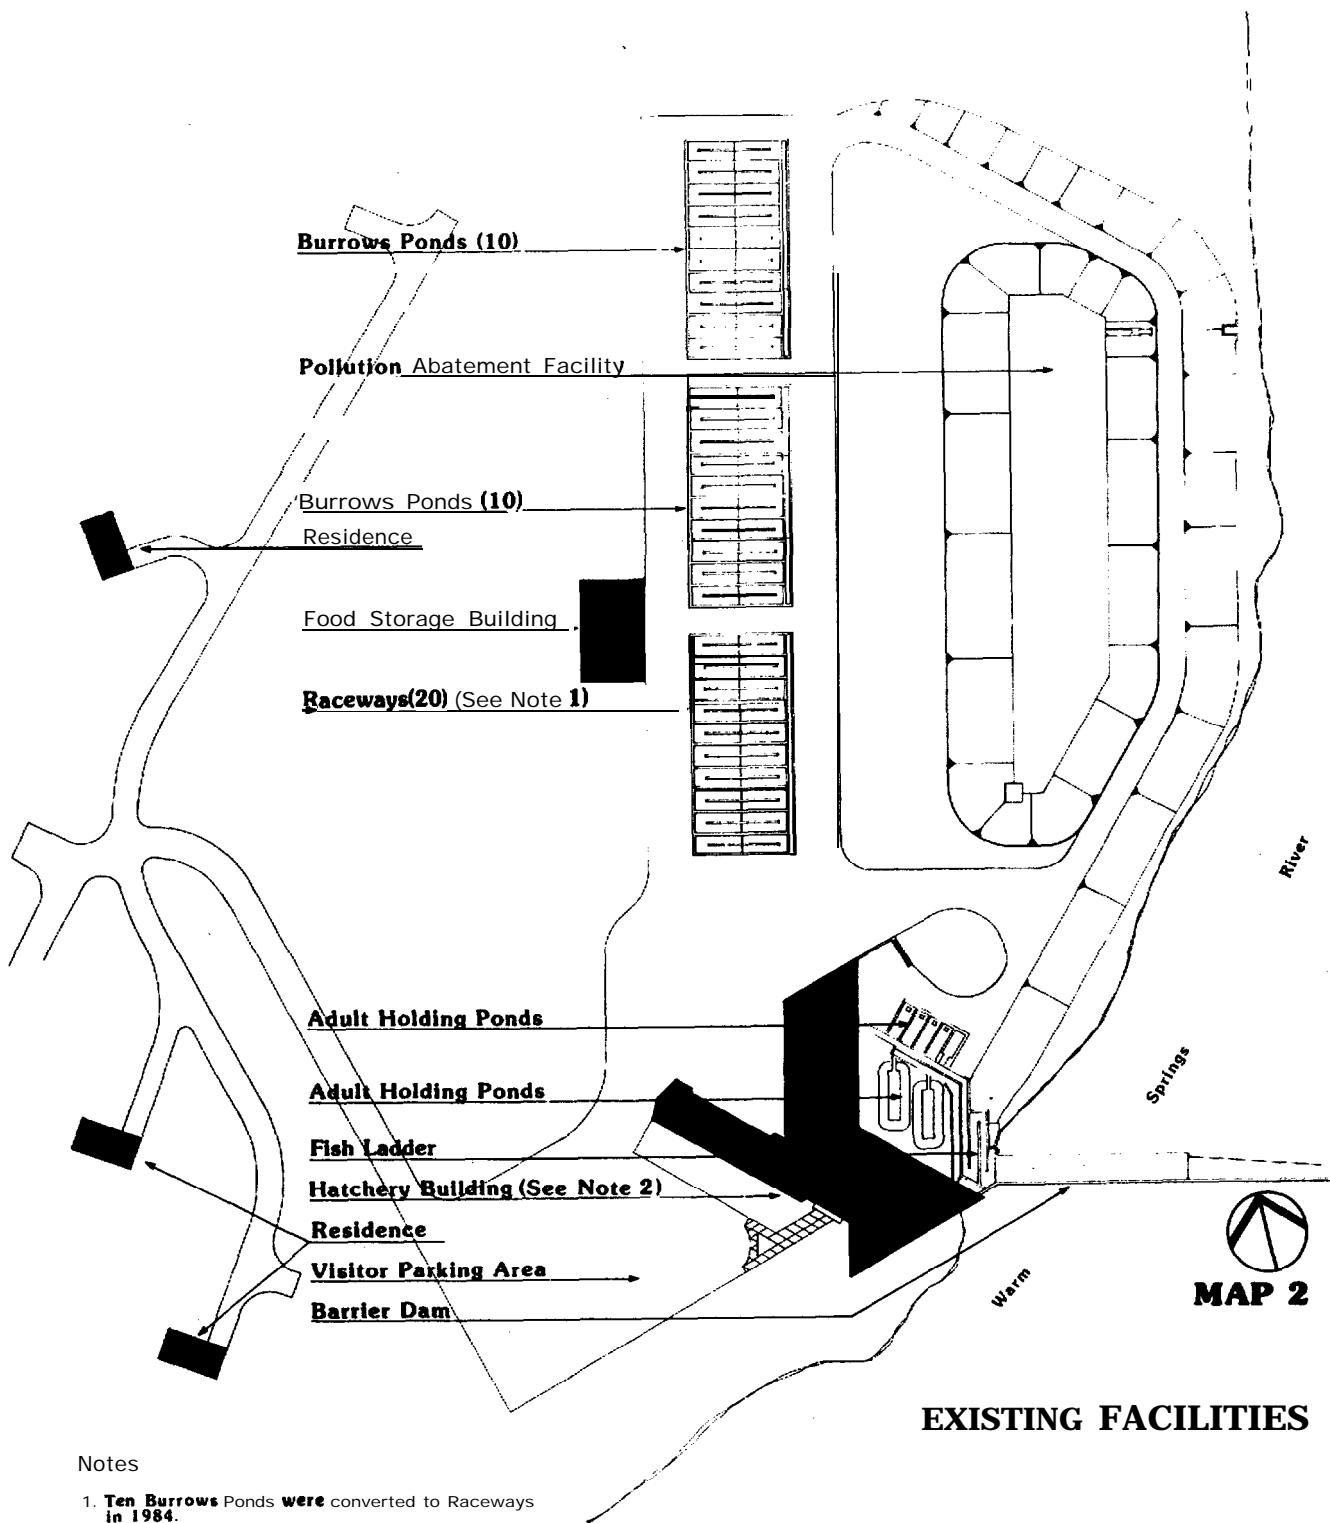 Burrows Ponds (10)
Pollution Abatement Facility
Burrows Ponds (10)
Residence
Food Storage Building
Raceways(20) (See Note 1)
River
Adult Holding Ponds
Springs
Adult Holding Ponds
Fish Ladder
Hatchery Building (See Note 2)
Residence
Visitor Parking Area
Warm
Barrier Dam
MAP 2
EXISTING FACILITIES
Notes
1. Ten Burrows Ponds were converted to Raceways
in 1984.